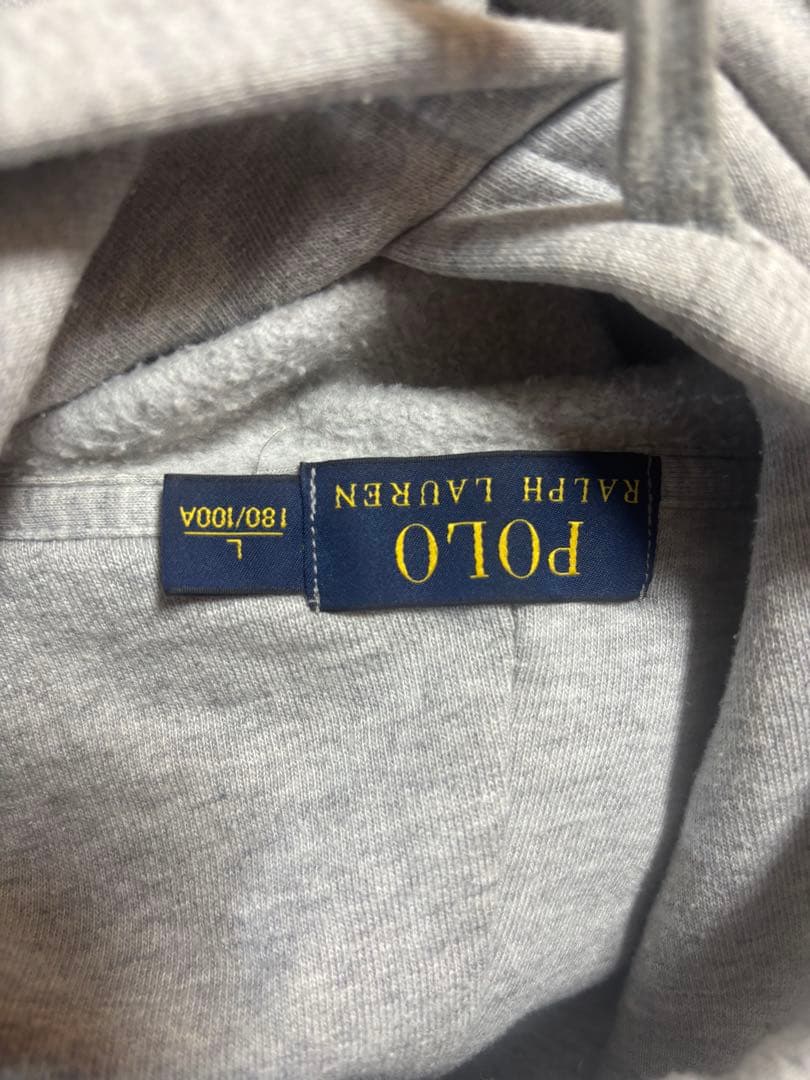 POLO
RALPH LAUREN
L
180/100A